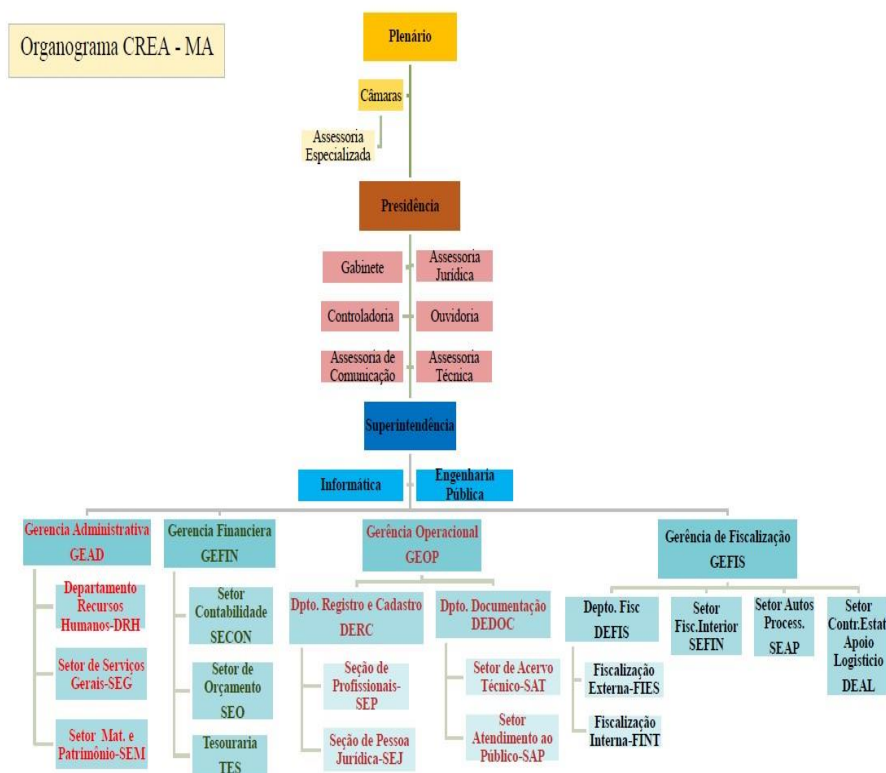 Organograma CREA - MA
Plenário
Câmaras
Assessoria
Especializada
Presidência
Gabinete
Assessoria
Jurídica
Controladoria
Ouvidoria
Assessoria de
Comunicação
Assessoria
Técnica
Superintendência
Informática
Engenharia
Pública
Gerencia Administrativa
GEAD
Departamento
Recursos
Humanos-DRH
Setor de Serviços
Gerais-SEG
Setor Mat. e
Patrimônio-SEM
Gerencia Financiera
GEFIN
Setor
Contabilidade
SECON
Setor de
Orçamento
SEO
Tesouraria
TES
Gerência Operacional
GEOP
Dpto. Registro e Cadastro
DERC
Seção de
Profissionais-
SEP
Seção de Pessoa
Jurídica-SEJ
Dpto. Documentação
DEDOC
Setor de Acervo
Técnico-SAT
Setor
Atendimento ao
Público-SAP
Gerência de Fiscalização
GEFIS
Depto. Fisc
DEFIS
Fiscalização
Externa-FIES
Fiscalização
Interna-FINT
Setor
Fisc.Interior
SEFIN
Setor Autos
Process.
SEAP
Setor
Contr.Estat
Apoio
Logisticio
DEAL